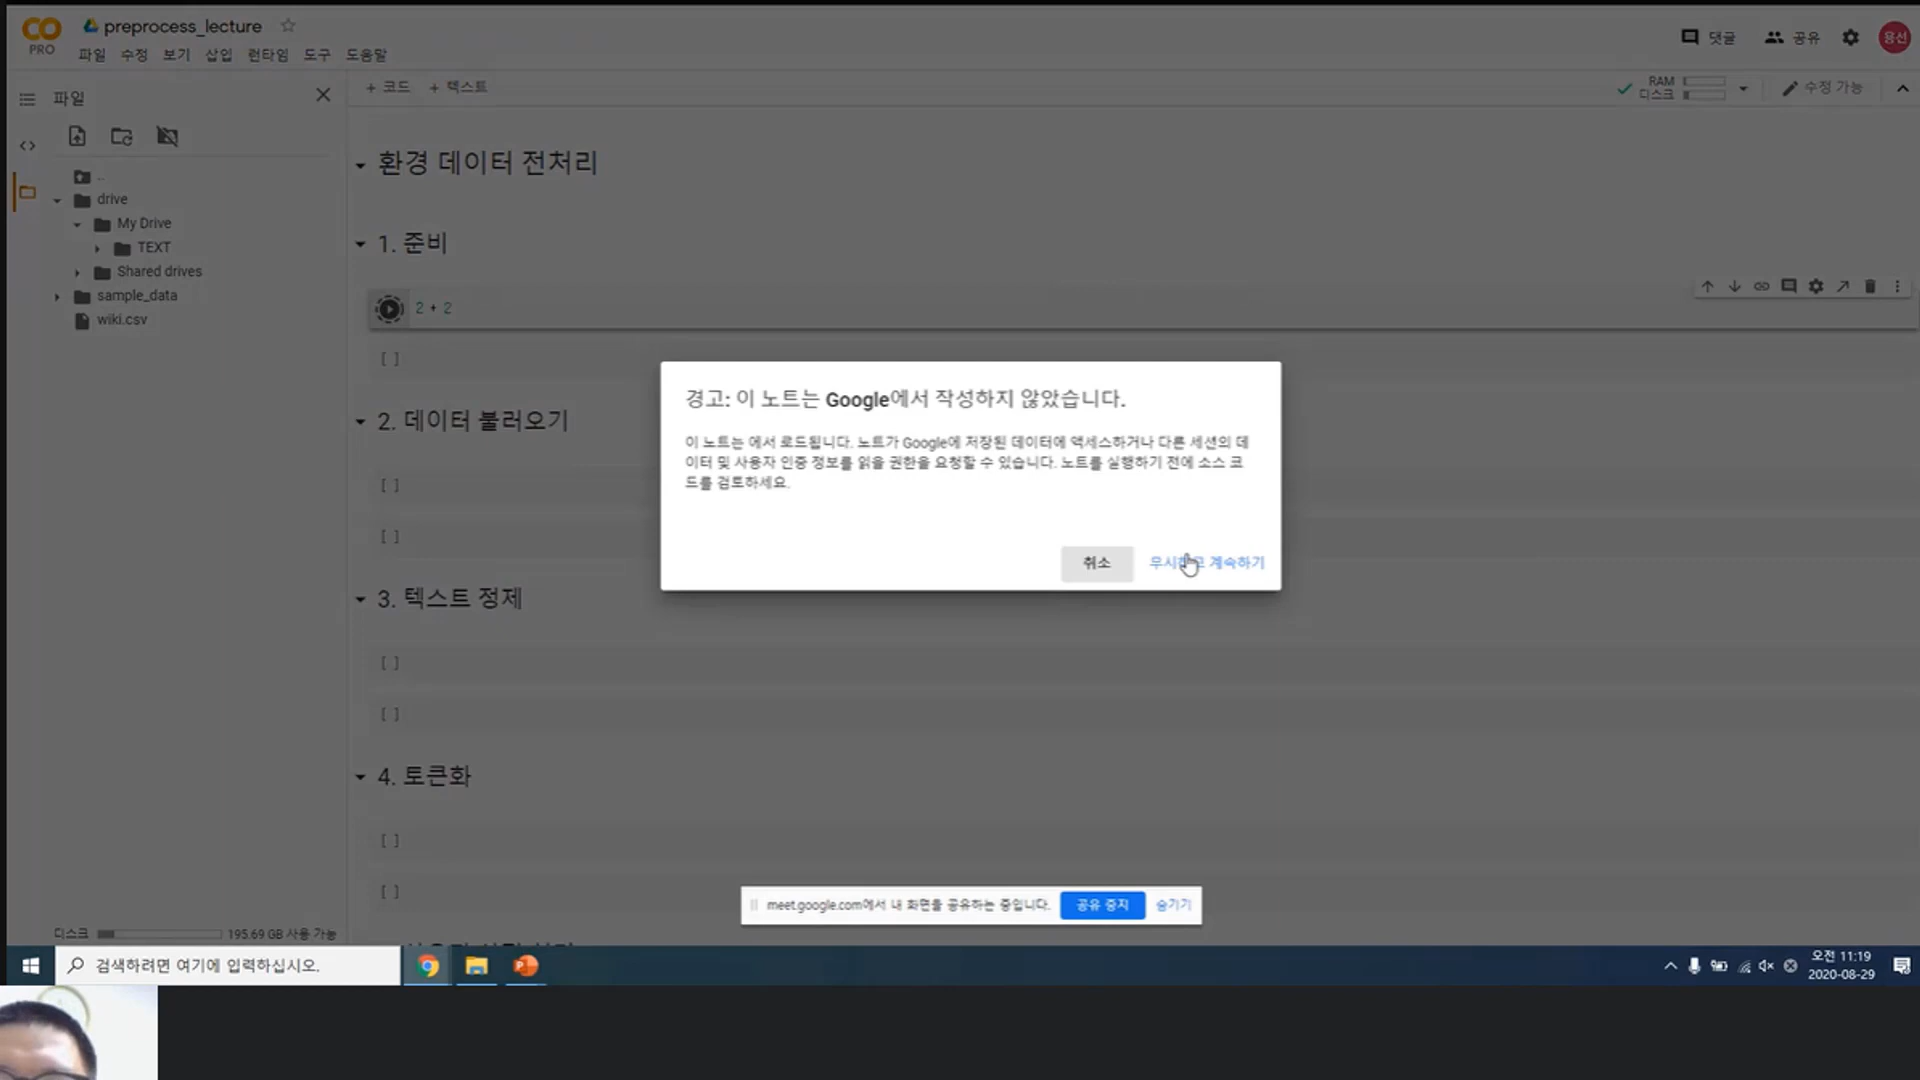 CO
PRO
preprocess_lecture
파일 수정 보기 삽입 런타임 도구 도움말
댓글
공유
용선
파일
+ 코드 + 텍스트
RAM
디스크
수정 가능
..
drive
My Drive
TEXT
Shared drives
sample_data
wiki.csv
환경 데이터 전처리
1. 준비
2 + 2
[ ]
2. 데이터 불러오기
[ ]
[ ]
3. 텍스트 정제
[ ]
[ ]
4. 토큰화
[ ]
[ ]
경고: 이 노트는 Google에서 작성하지 않았습니다.
이 노트는 에서 로드됩니다. 노트가 Google에 저장된 데이터에 액세스하거나 다른 세션의 데
이터 및 사용자 인증 정보를 읽을 권한을 요청할 수 있습니다. 노트를 실행하기 전에 소스 코
드를 검토하세요.
취소
계속하기
meet.google.com에서 내 화면을 공유하는 중입니다.
공유 중지
숨기기
디스크
195.69 GB 사용 가능
검색하려면 여기에 입력하십시오.
오전 11:19
2020-08-29